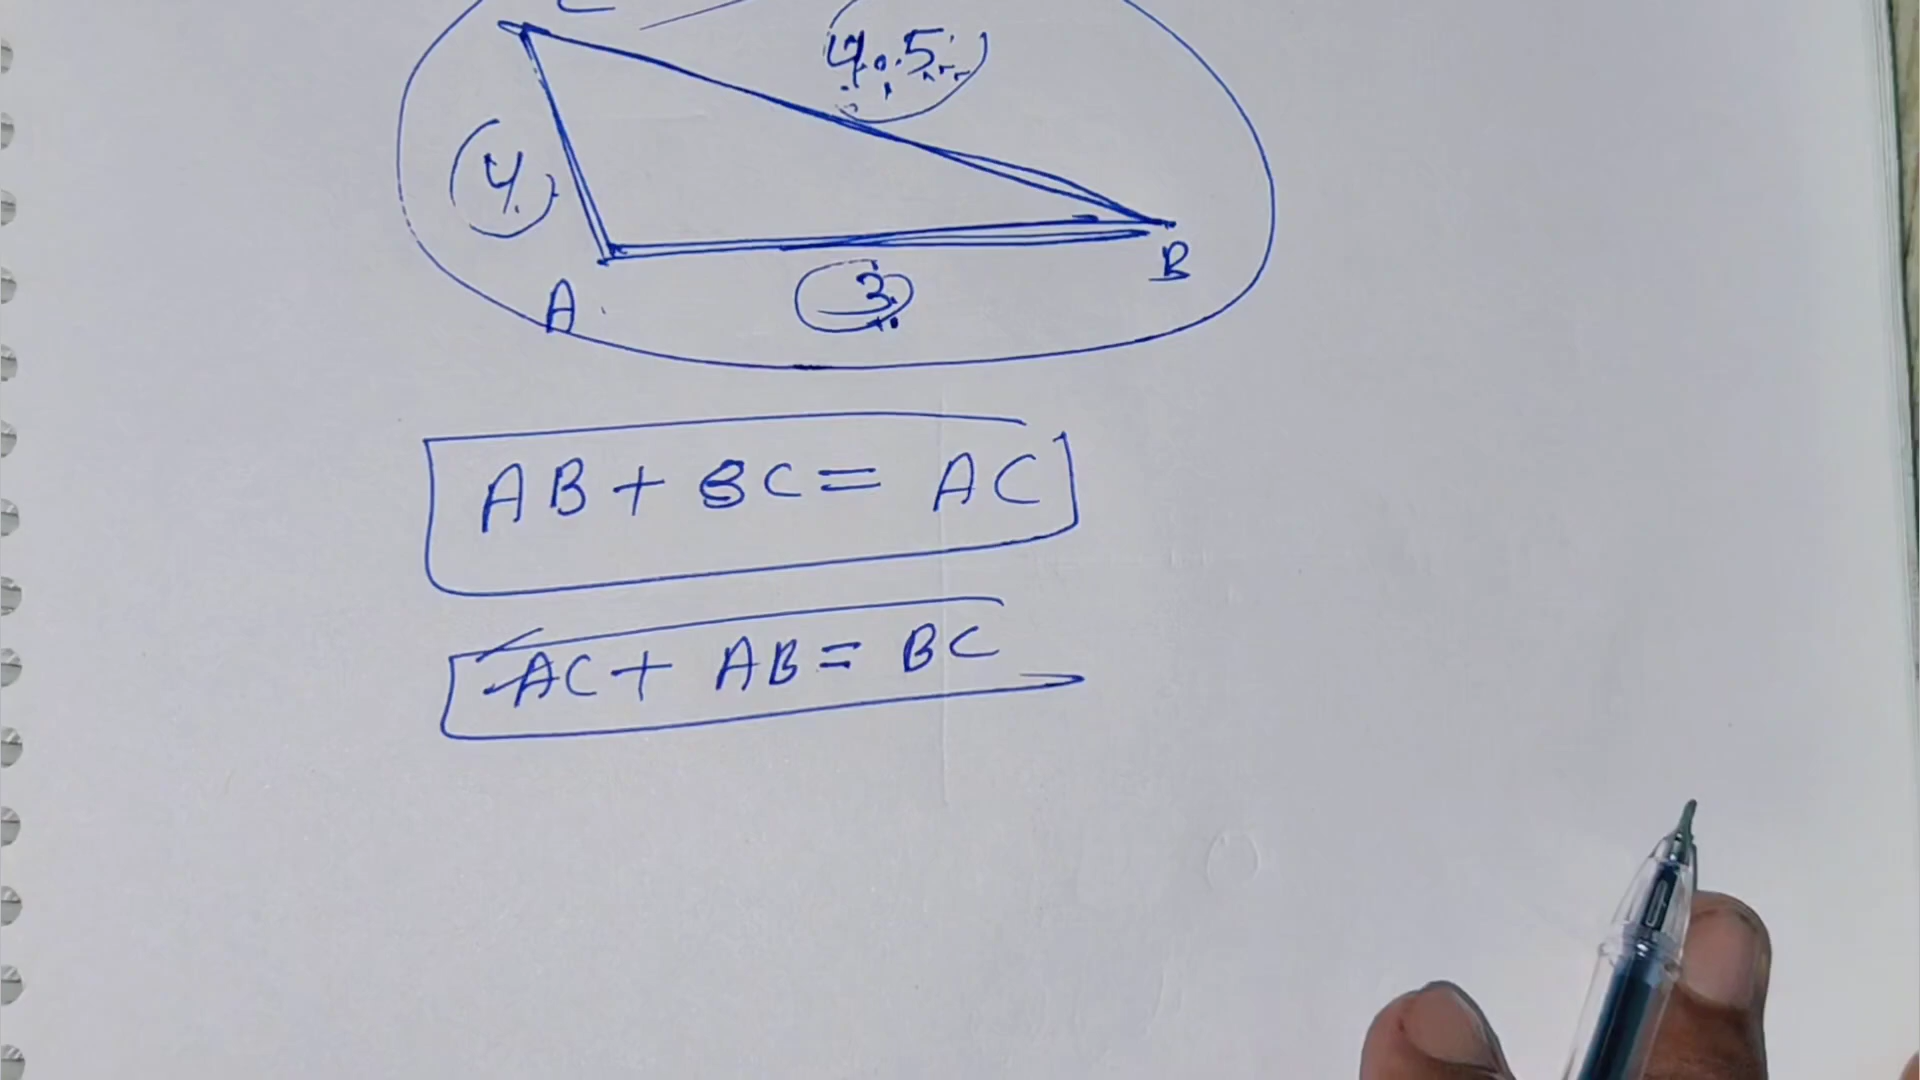 C
4.5
4
3
B
A
AB + BC = AC
AC + AB = BC